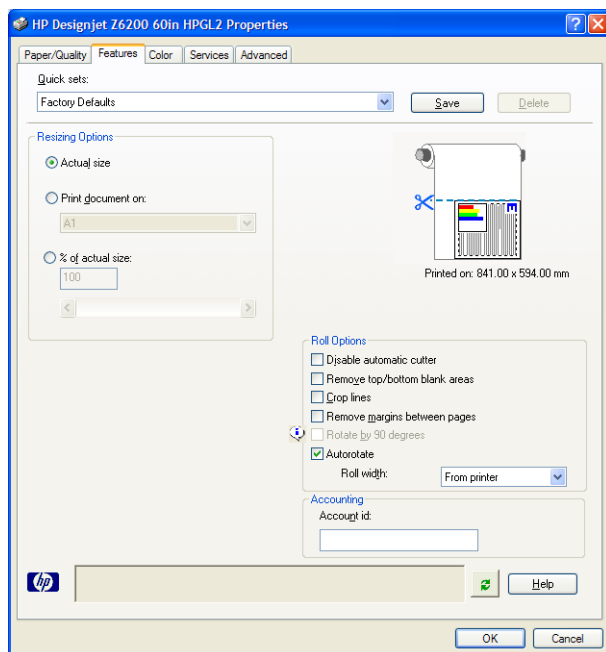 HP Designjet Z6200 60in HPGL2 Properties
Paper/Quality Features Color Services Advanced
Quick sets:
Factory Defaults Save Delete
Resizing Options
Actual size
Print document on:
A1
% of actual size:
100
E
Printed on: 841.00 x 594.00 mm
Roll Options
Disable automatic cutter
Remove top/bottom blank areas
Crop lines
Remove margins between pages
Rotate by 90 degrees
Autorotate
Roll width: From printer
Accounting
Account id:
hp Help
OK Cancel